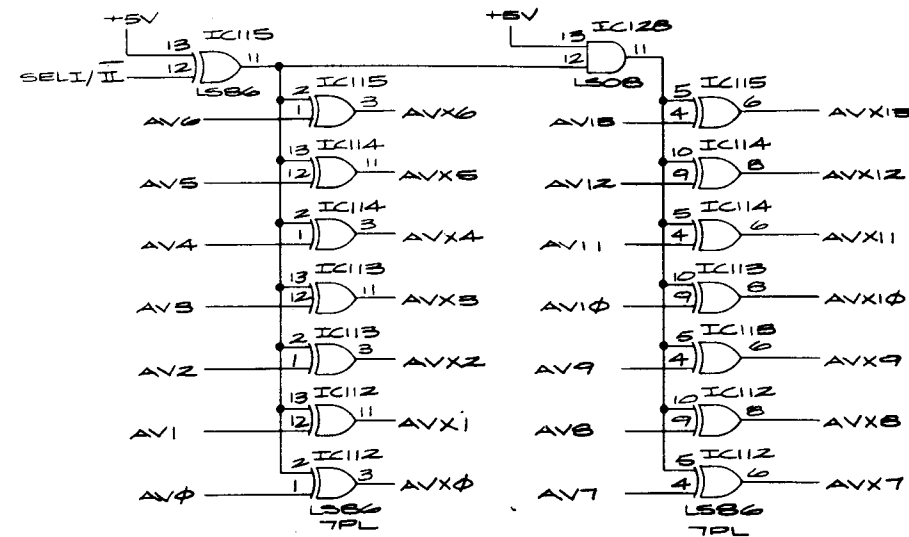 +5V
13 IC115
SELI/I̅I̅ 12 11
LS86
+5V
13 IC128
12 11
LS08
2 IC115
AV6 1 3 AVX6
13 IC114
AV5 12 11 AVX5
2 IC114
AV4 1 3 AVX4
13 IC113
AV3 12 11 AVX3
2 IC113
AV2 1 3 AVX2
13 IC112
AV1 12 11 AVX1
2 IC112
AVØ 1 3 AVXØ
LS86
7PL
5 IC115
AV13 4 6 AVX13
10 IC114
AV12 9 8 AVX12
5 IC114
AV11 4 6 AVX11
10 IC113
AV1Ø 9 8 AVX1Ø
5 IC113
AV9 4 6 AVX9
10 IC112
AV8 9 8 AVX8
5 IC112
AV7 4 6 AVX7
LS86
7PL